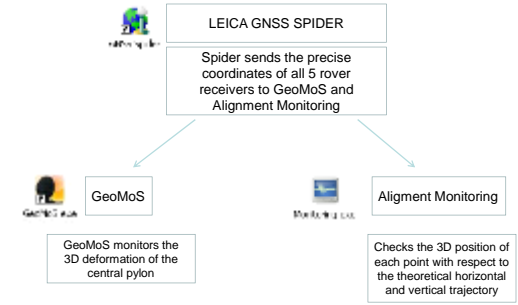 LEICA GNSS SPIDER
Spider sends the precise
coordinates of all 5 rover
receivers to GeoMoS and
Alignment Monitoring
GeoMoS
Aligment Monitoring
GeoMoS monitors the
3D deformation of the
central pylon
Checks the 3D position of
each point with respect to
the theoretical horizontal
and vertical trajectory